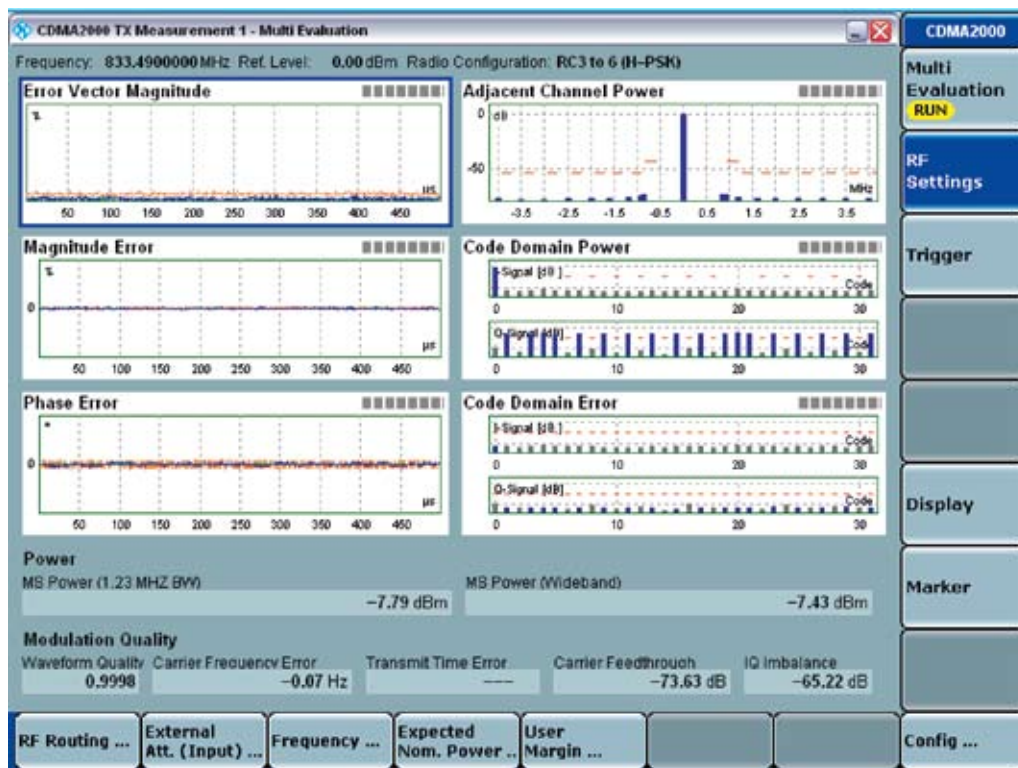 CDMA2000 TX Measurement 1 - Multi Evaluation
Frequency: 833.4900000 MHz Ref. Level: 0.00 dBm Radio Configuration: RC3 to 6 (H-PSK)
Error Vector Magnitude
%
µs
50 100 150 200 250 300 350 400 450
Adjacent Channel Power
0 dB
-50
MHz
-3.5 -2.5 -1.5 -0.5 0.5 1.5 2.5 3.5
Magnitude Error
%
0
µs
50 100 150 200 250 300 350 400 450
Code Domain Power
I-Signal [dB]
Code
0 10 20 30
Q-Signal [dB]
Code
0 10 20 30
Phase Error
°
0
µs
50 100 150 200 250 300 350 400 450
Code Domain Error
I-Signal [dB]
Code
0 10 20 30
Q-Signal [dB]
Code
0 10 20 30
Power
MS Power (1.23 MHZ BW)
-7.79 dBm
MS Power (Wideband)
-7.43 dBm
Modulation Quality
Waveform Quality Carrier Frequency Error Transmit Time Error Carrier Feedthrough IQ Imbalance
0.9998 -0.07 Hz --- -73.63 dB -65.22 dB
CDMA2000
Multi
Evaluation
RUN
RF
Settings
Trigger
Display
Marker
RF Routing ...
External
Att. (Input) ...
Frequency ...
Expected
Nom. Power ..
User
Margin ...
Config ...